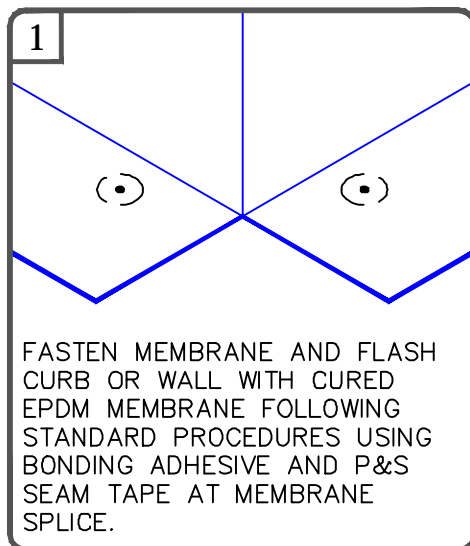 1
FASTEN MEMBRANE AND FLASH
CURB OR WALL WITH CURED
EPDM MEMBRANE FOLLOWING
STANDARD PROCEDURES USING
BONDING ADHESIVE AND P&S
SEAM TAPE AT MEMBRANE
SPLICE.